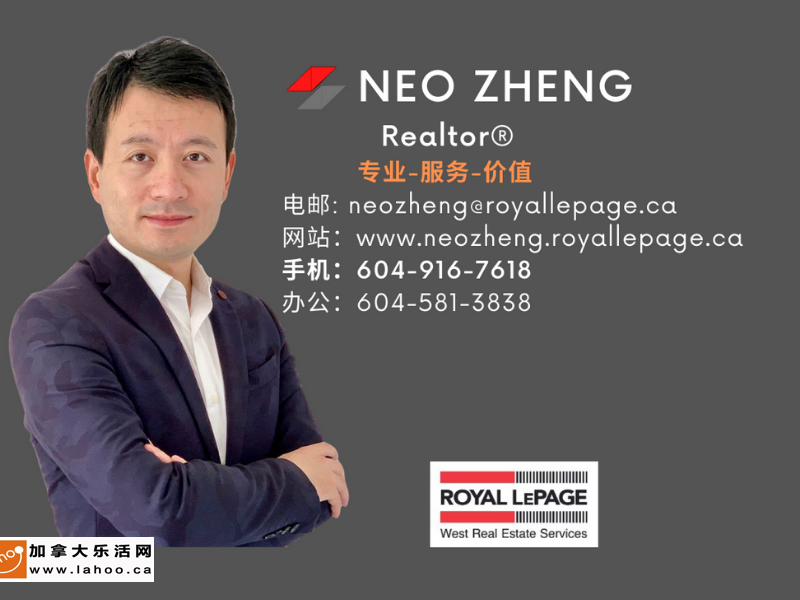 NEO ZHENG
Realtor®
专业-服务-价值
电邮: neozheng@royallepage.ca
网站：www.neozheng.royallepage.ca
手机：604-916-7618
办公：604-581-3838
ROYAL LEPAGE
West Real Estate Services
加拿大乐活网
www.lahoo.ca